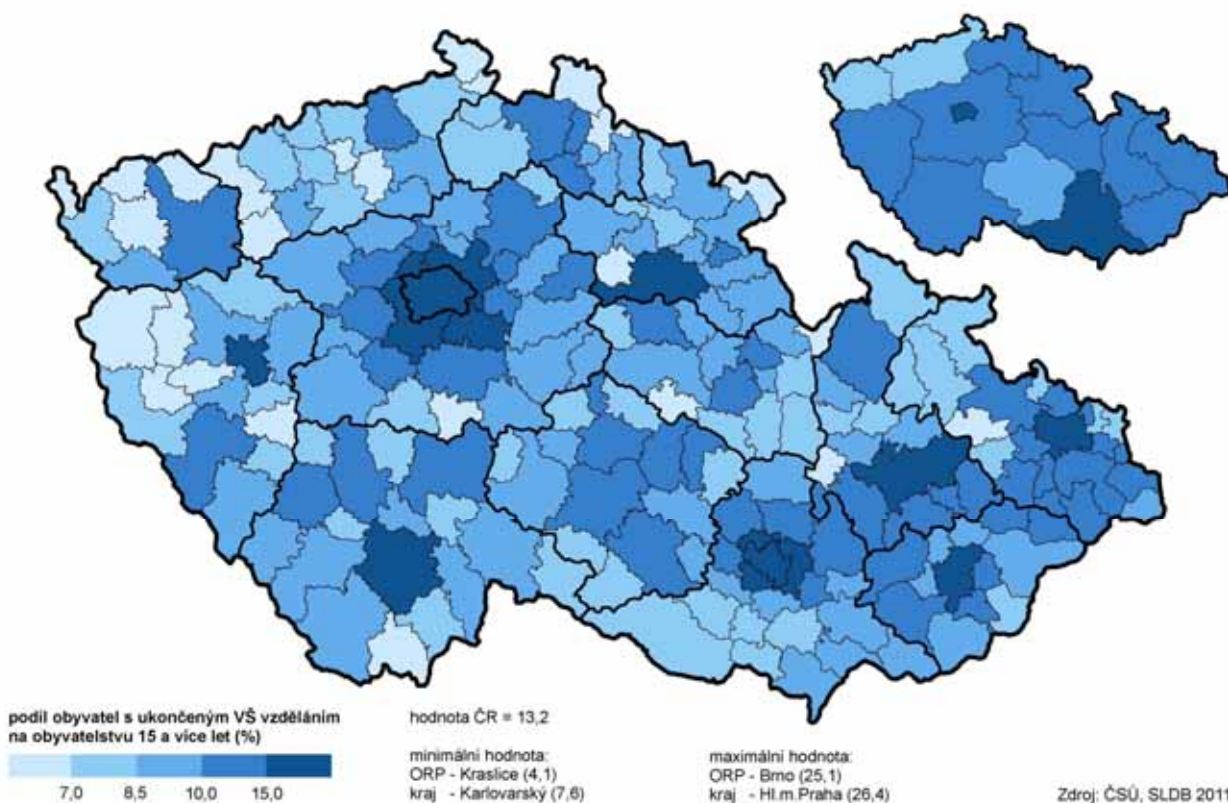 podíl obyvatel s ukončeným VŠ vzděláním
na obyvatelstvu 15 a více let (%)
7,0 8,5 10,0 15,0
hodnota ČR = 13,2
minimální hodnota:
ORP - Kraslice (4,1)
kraj - Karlovarský (7,6)
maximální hodnota:
ORP - Brno (25,1)
kraj - Hl.m.Praha (26,4)
Zdroj: ČSÚ, SLDB 2011